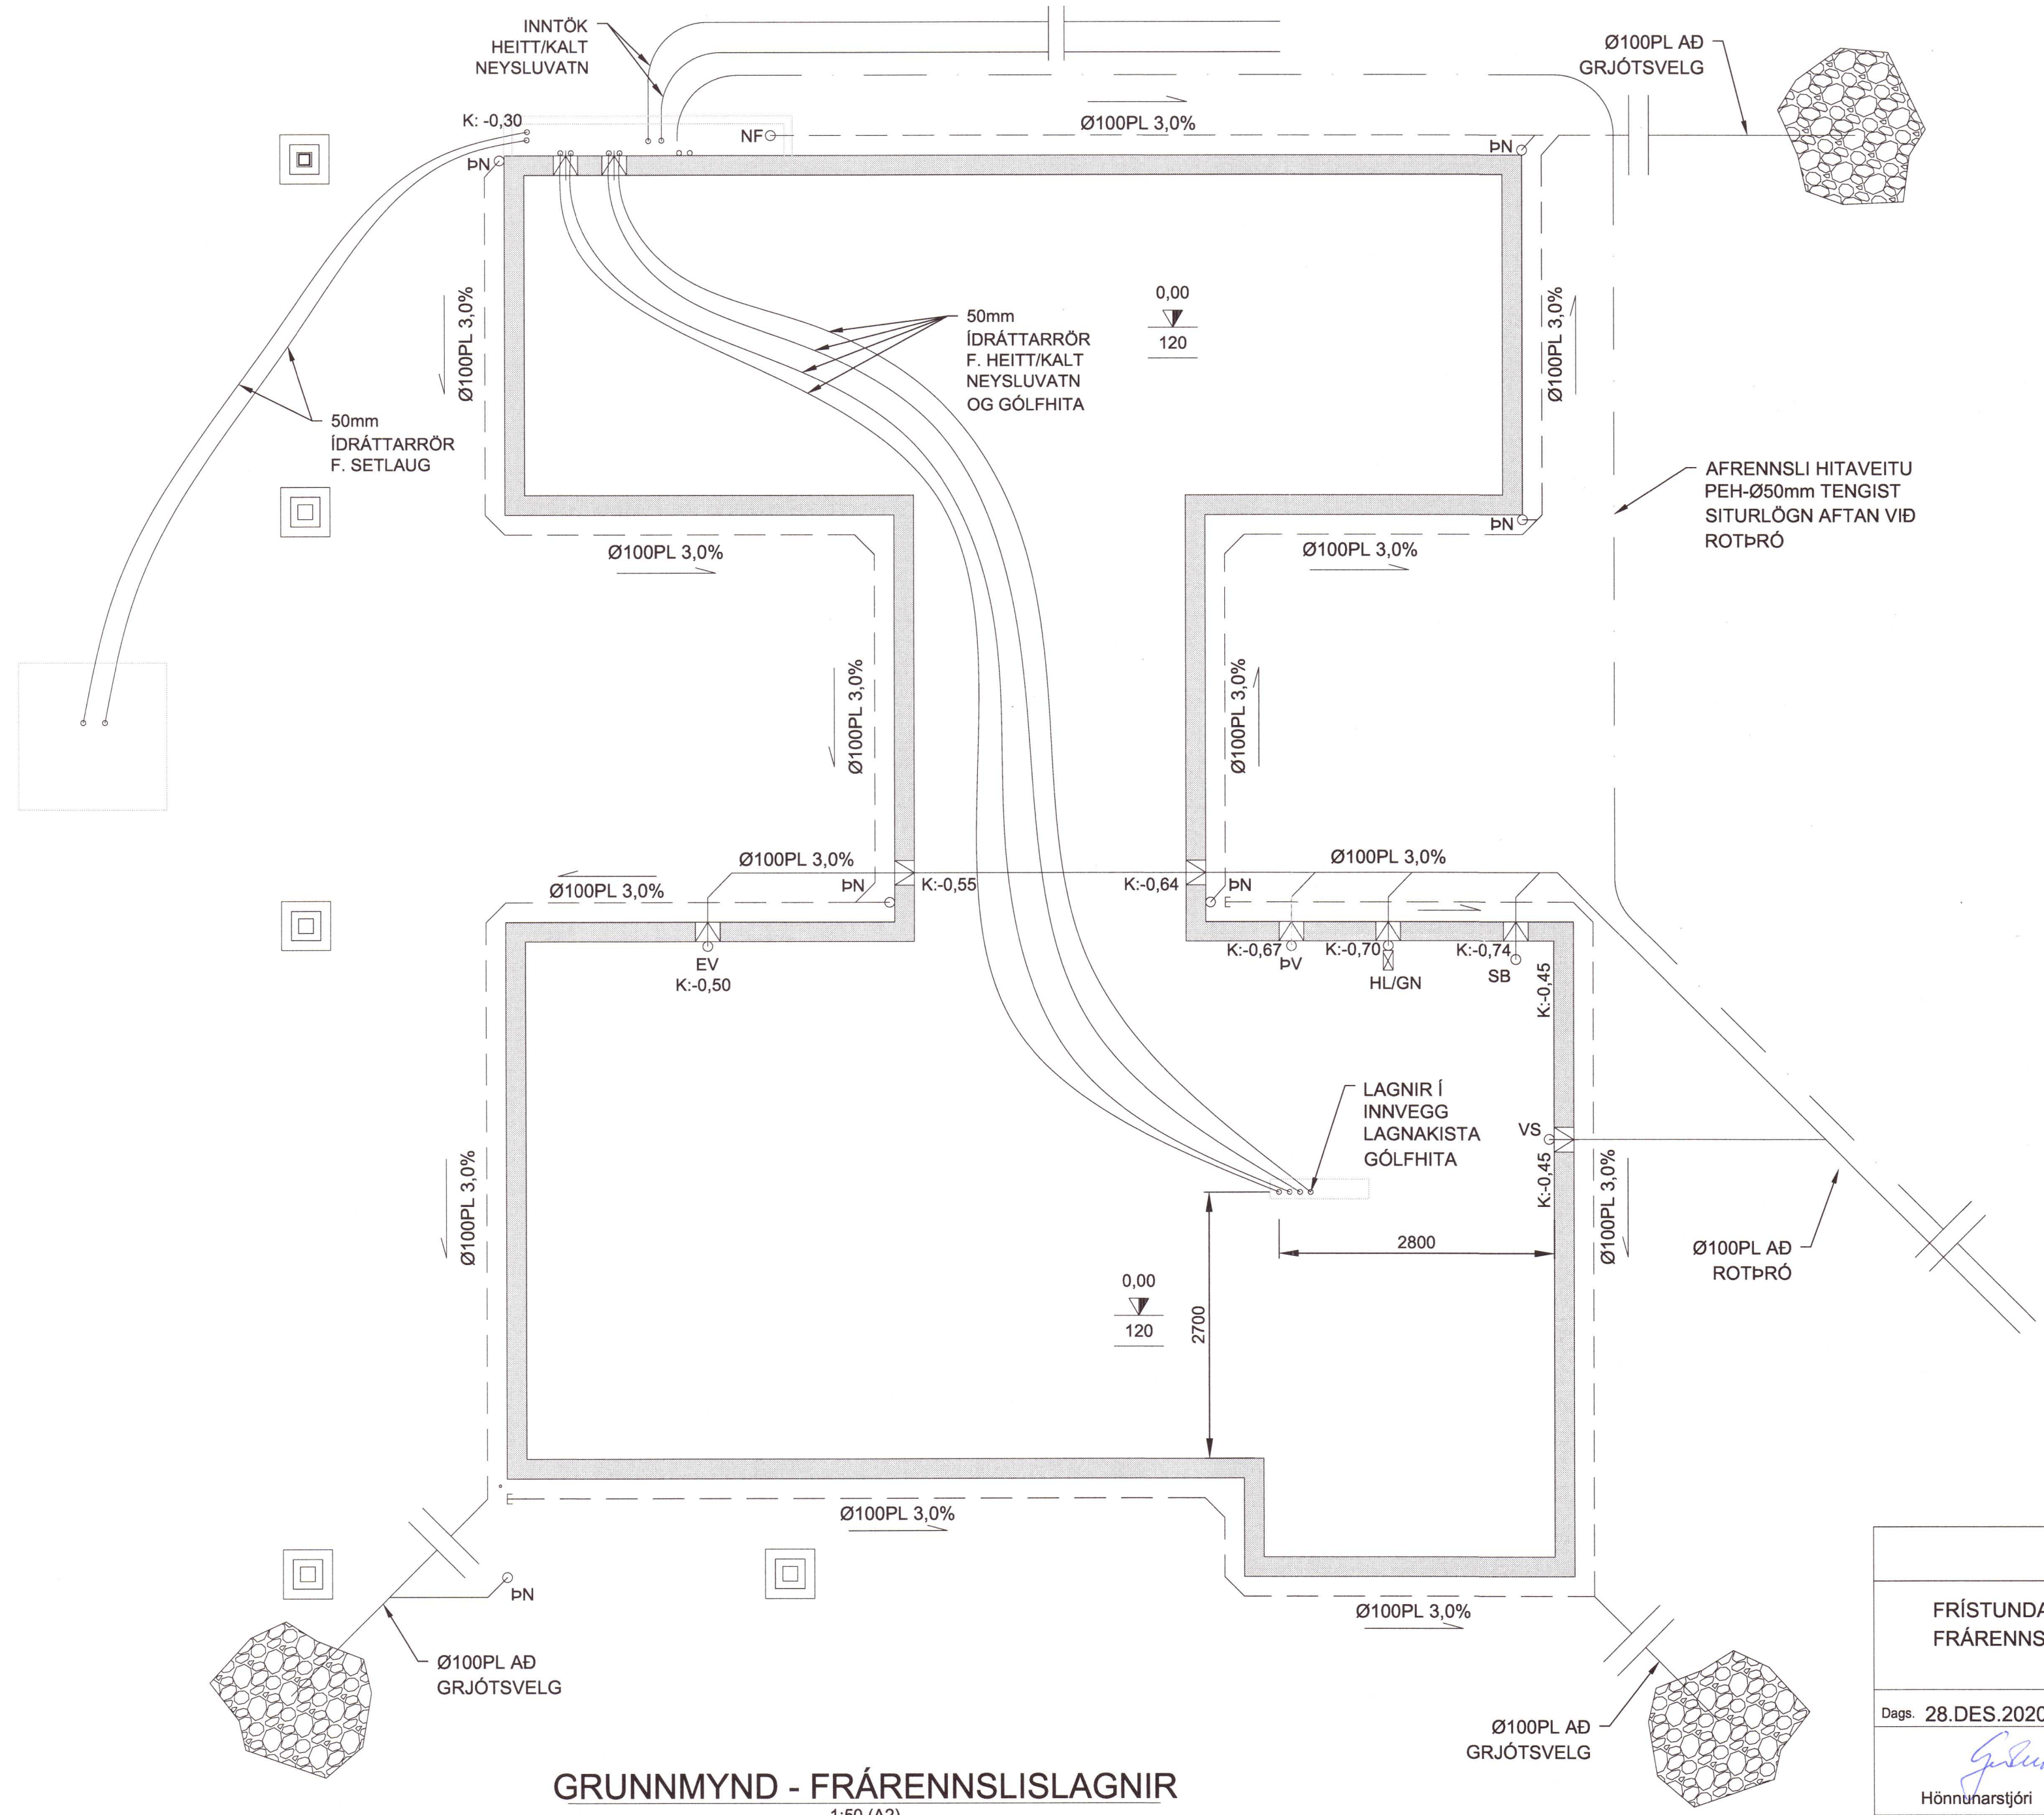 INNTÖK
HEITT/KALT
NEYSLUVATN
Ø100PL AÐ
GRJÓTSVELG
K: -0,30
NF
Ø100PL 3,0%
ÞN
ÞN
Ø100PL 3,0%
50mm
ÍDRÁTTARRÖR
F. HEITT/KALT
NEYSLUVATN
OG GÓLFHITA
0,00
120
Ø100PL 3,0%
50mm
ÍDRÁTTARRÖR
F. SETLAUG
AFRENNSLI HITAVEITU
PEH-Ø50mm TENGIST
SITURLÖGN AFTAN VIÐ
ROTÞRÓ
ÞN
Ø100PL 3,0%
Ø100PL 3,0%
Ø100PL 3,0%
Ø100PL 3,0%
Ø100PL 3,0%
Ø100PL 3,0%
Ø100PL 3,0%
ÞN
K:-0,55
K:-0,64
ÞN
EV
K:-0,50
K:-0,67
ÞV
K:-0,70
HL/GN
K:-0,74
SB
K:-0,45
LAGNIR Í
INNVEGG
LAGNAKISTA
GÓLFHITA
VS
K:-0,45
Ø100PL 3,0%
Ø100PL 3,0%
2800
2700
0,00
120
Ø100PL AÐ
ROTÞRÓ
Ø100PL 3,0%
ÞN
Ø100PL 3,0%
Ø100PL AÐ
GRJÓTSVELG
Ø100PL AÐ
GRJÓTSVELG
FRÍSTUNDA
FRÁRENNS
Dags. 28.DES.2020
Hönnunarstjóri
GRUNNMYND - FRÁRENNSLISLAGNIR
1:50 (A2)